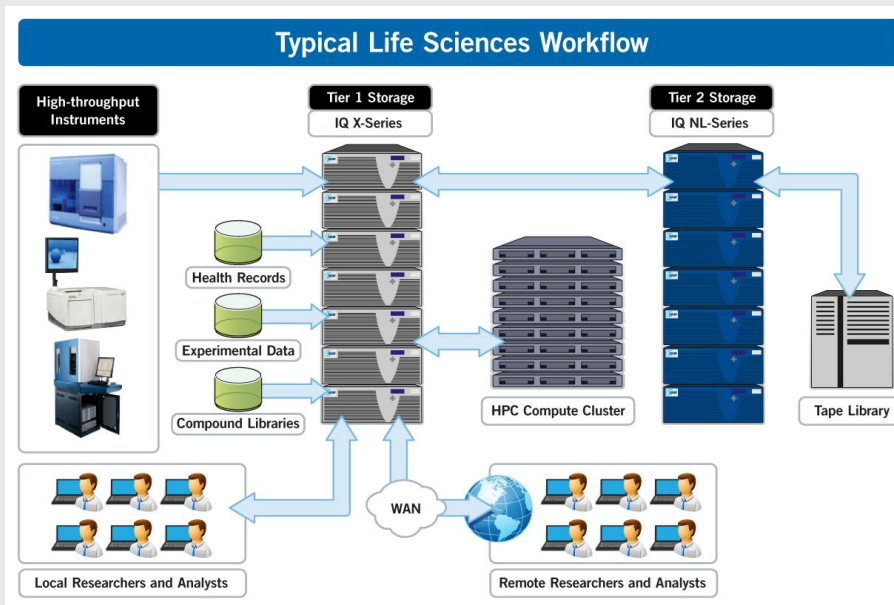 Typical Life Sciences Workflow
High-throughput
Instruments
Tier 1 Storage
IQ X-Series
Tier 2 Storage
IQ NL-Series
Health Records
Experimental Data
Compound Libraries
HPC Compute Cluster
Tape Library
WAN
Local Researchers and Analysts
Remote Researchers and Analysts